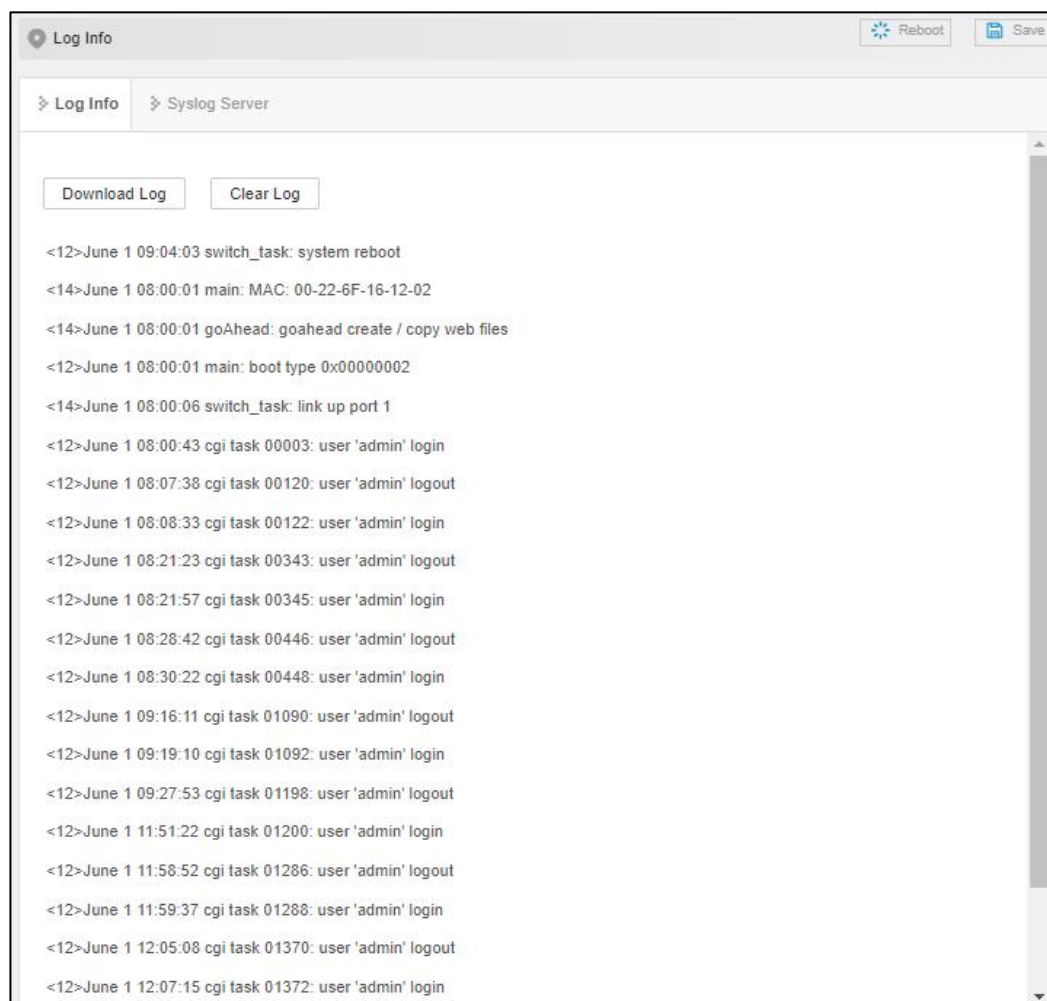 Log Info
Reboot
Save
Log Info
Syslog Server
Download Log
Clear Log
<12>June 1 09:04:03 switch_task: system reboot
<14>June 1 08:00:01 main: MAC: 00-22-6F-16-12-02
<14>June 1 08:00:01 goAhead: goahead create / copy web files
<12>June 1 08:00:01 main: boot type 0x00000002
<14>June 1 08:00:06 switch_task: link up port 1
<12>June 1 08:00:43 cgi task 00003: user 'admin' login
<12>June 1 08:07:38 cgi task 00120: user 'admin' logout
<12>June 1 08:08:33 cgi task 00122: user 'admin' login
<12>June 1 08:21:23 cgi task 00343: user 'admin' logout
<12>June 1 08:21:57 cgi task 00345: user 'admin' login
<12>June 1 08:28:42 cgi task 00446: user 'admin' logout
<12>June 1 08:30:22 cgi task 00448: user 'admin' login
<12>June 1 09:16:11 cgi task 01090: user 'admin' logout
<12>June 1 09:19:10 cgi task 01092: user 'admin' login
<12>June 1 09:27:53 cgi task 01198: user 'admin' logout
<12>June 1 11:51:22 cgi task 01200: user 'admin' login
<12>June 1 11:58:52 cgi task 01286: user 'admin' logout
<12>June 1 11:59:37 cgi task 01288: user 'admin' login
<12>June 1 12:05:08 cgi task 01370: user 'admin' logout
<12>June 1 12:07:15 cgi task 01372: user 'admin' login